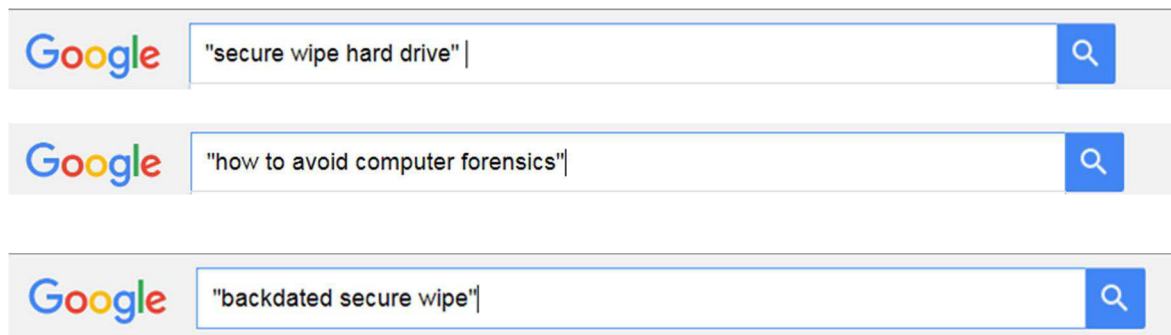 Google "secure wipe hard drive"
Google "how to avoid computer forensics"
Google "backdated secure wipe"